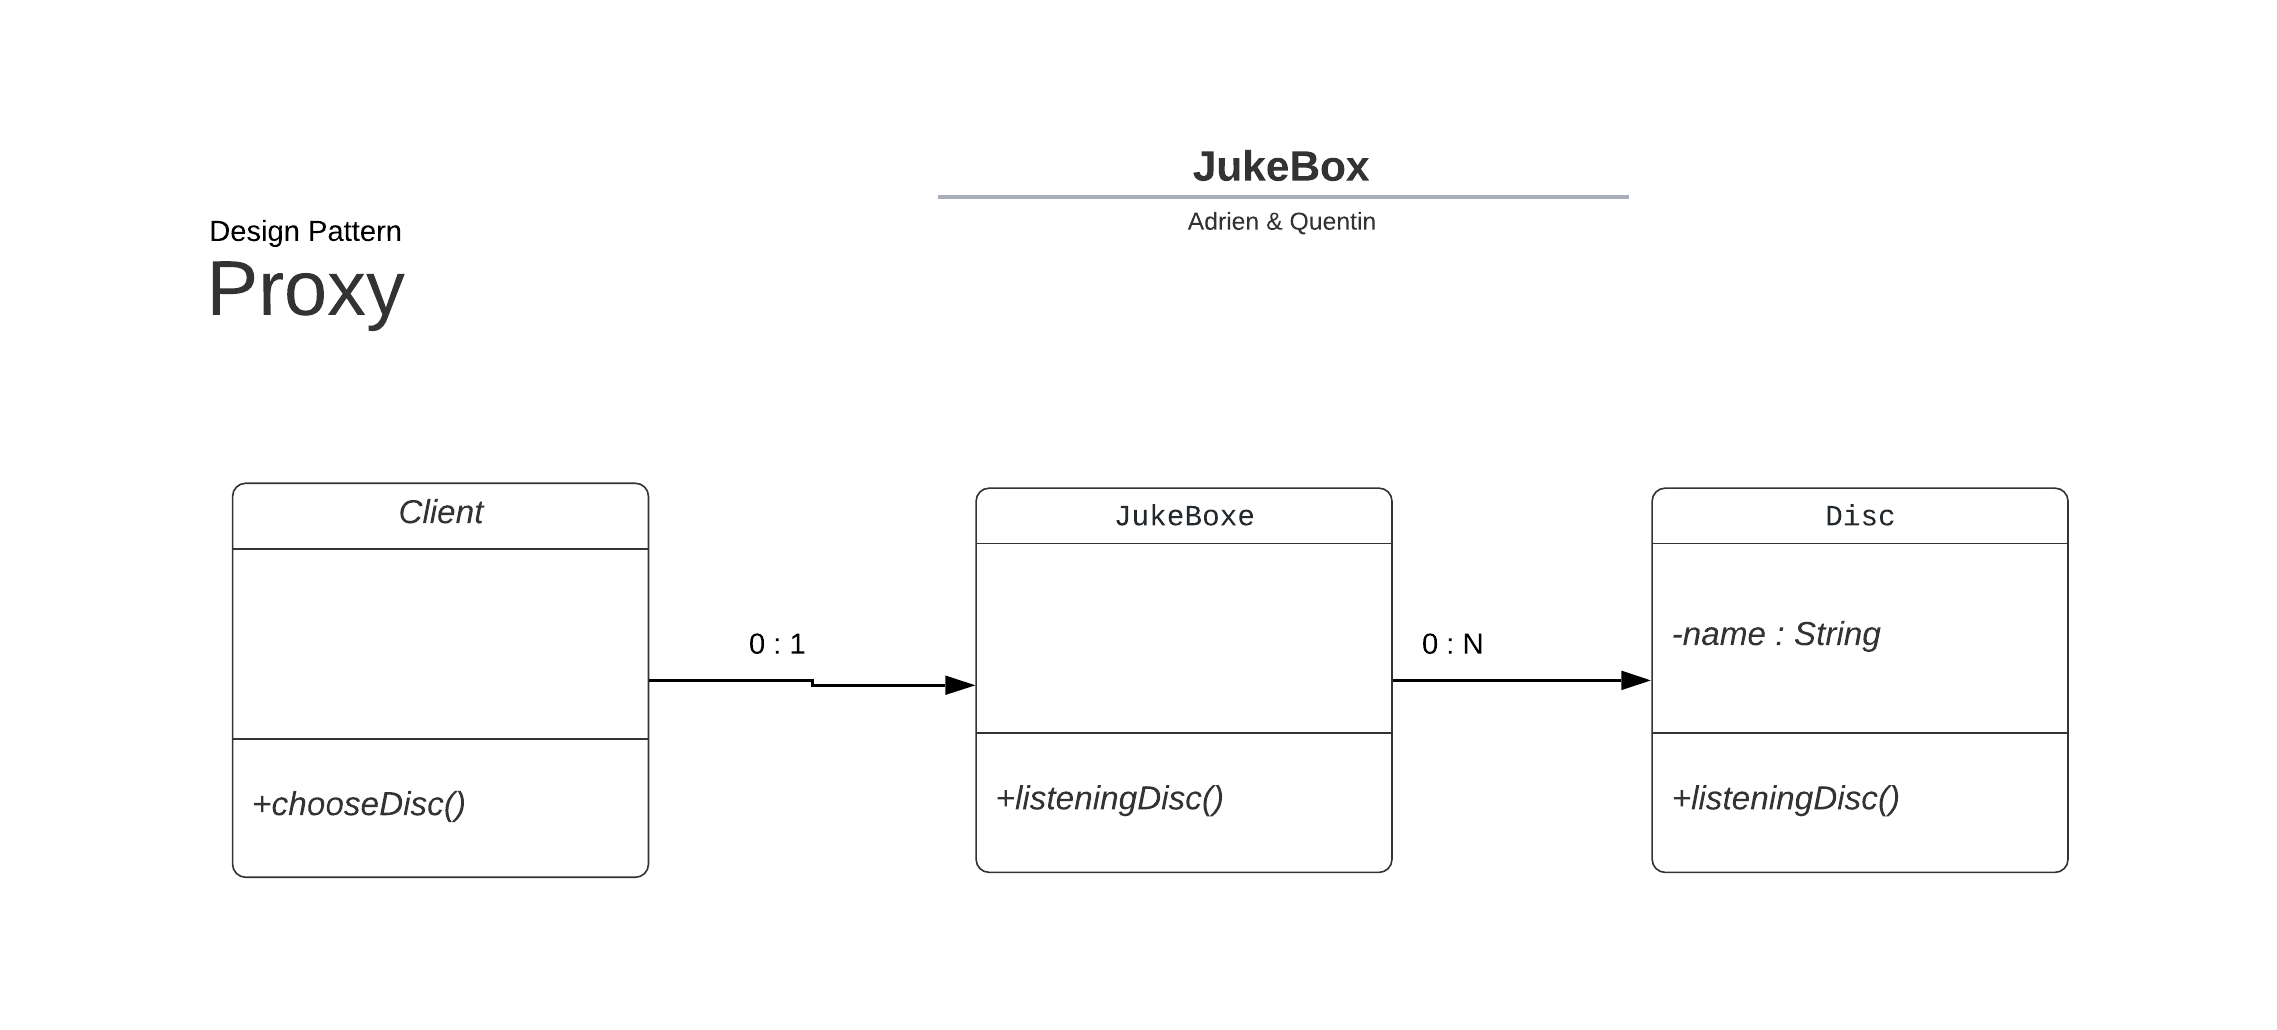 JukeBox
Adrien & Quentin
Design Pattern
Proxy
Client
+chooseDisc()
0 : 1
JukeBoxe
+listeningDisc()
0 : N
Disc
-name : String
+listeningDisc()